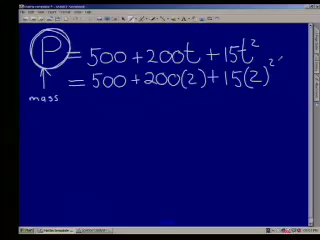 P = 500 + 200t + 15t²
= 500 + 200(2) + 15(2)²
mass